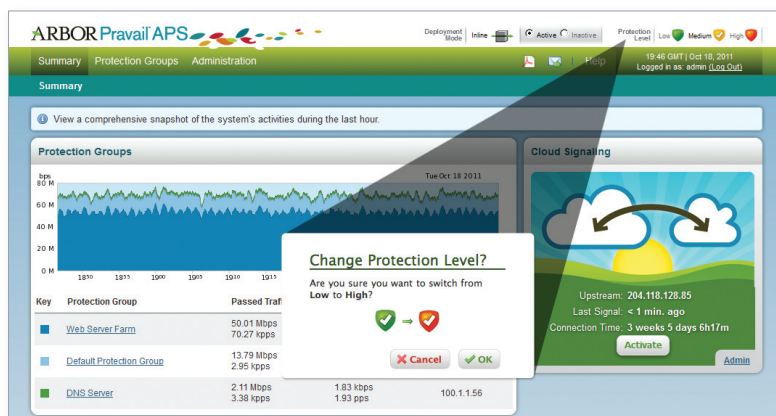 ARBOR Pravail APS
Deployment Mode Inline Active Inactive Protection Level Low Medium High
Summary Protection Groups Administration Help
19:46 GMT | Oct 18, 2011
Logged in as: admin (Log Out)
Summary
View a comprehensive snapshot of the system's activities during the last hour.
Protection Groups
Cloud Signaling
bps
Tue Oct 18 2011
80 M
60 M
40 M
20 M
0 M
1850 1855 1900 1905 1910 1915
Key Protection Group Passed Traf
Web Server Farm 50.01 Mbps
70.27 kpps
Default Protection Group 13.79 Mbps
2.95 kpps
DNS Server 2.11 Mbps 1.83 kbps 100.1.1.56
3.38 kpps 1.93 pps
Change Protection Level?
Are you sure you want to switch from
Low to High?
Cancel OK
Upstream: 204.118.128.85
Last Signal: < 1 min. ago
Connection Time: 3 weeks 5 days 6h17m
Activate
Admin